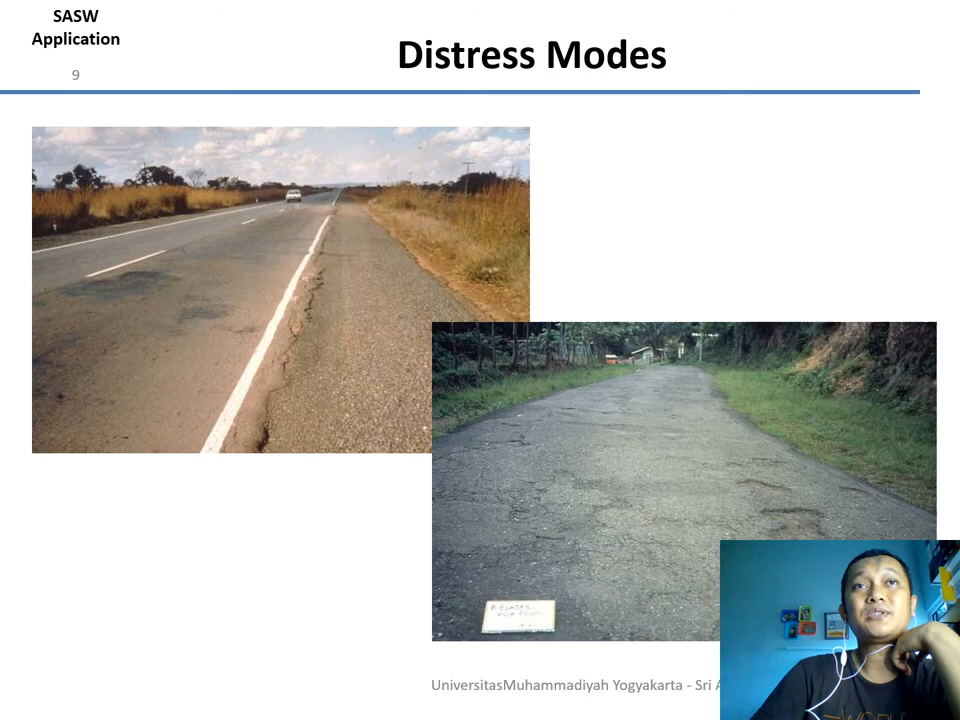 SASW
Application
9
Distress Modes
UniversitasMuhammadiyah Yogyakarta - Sri